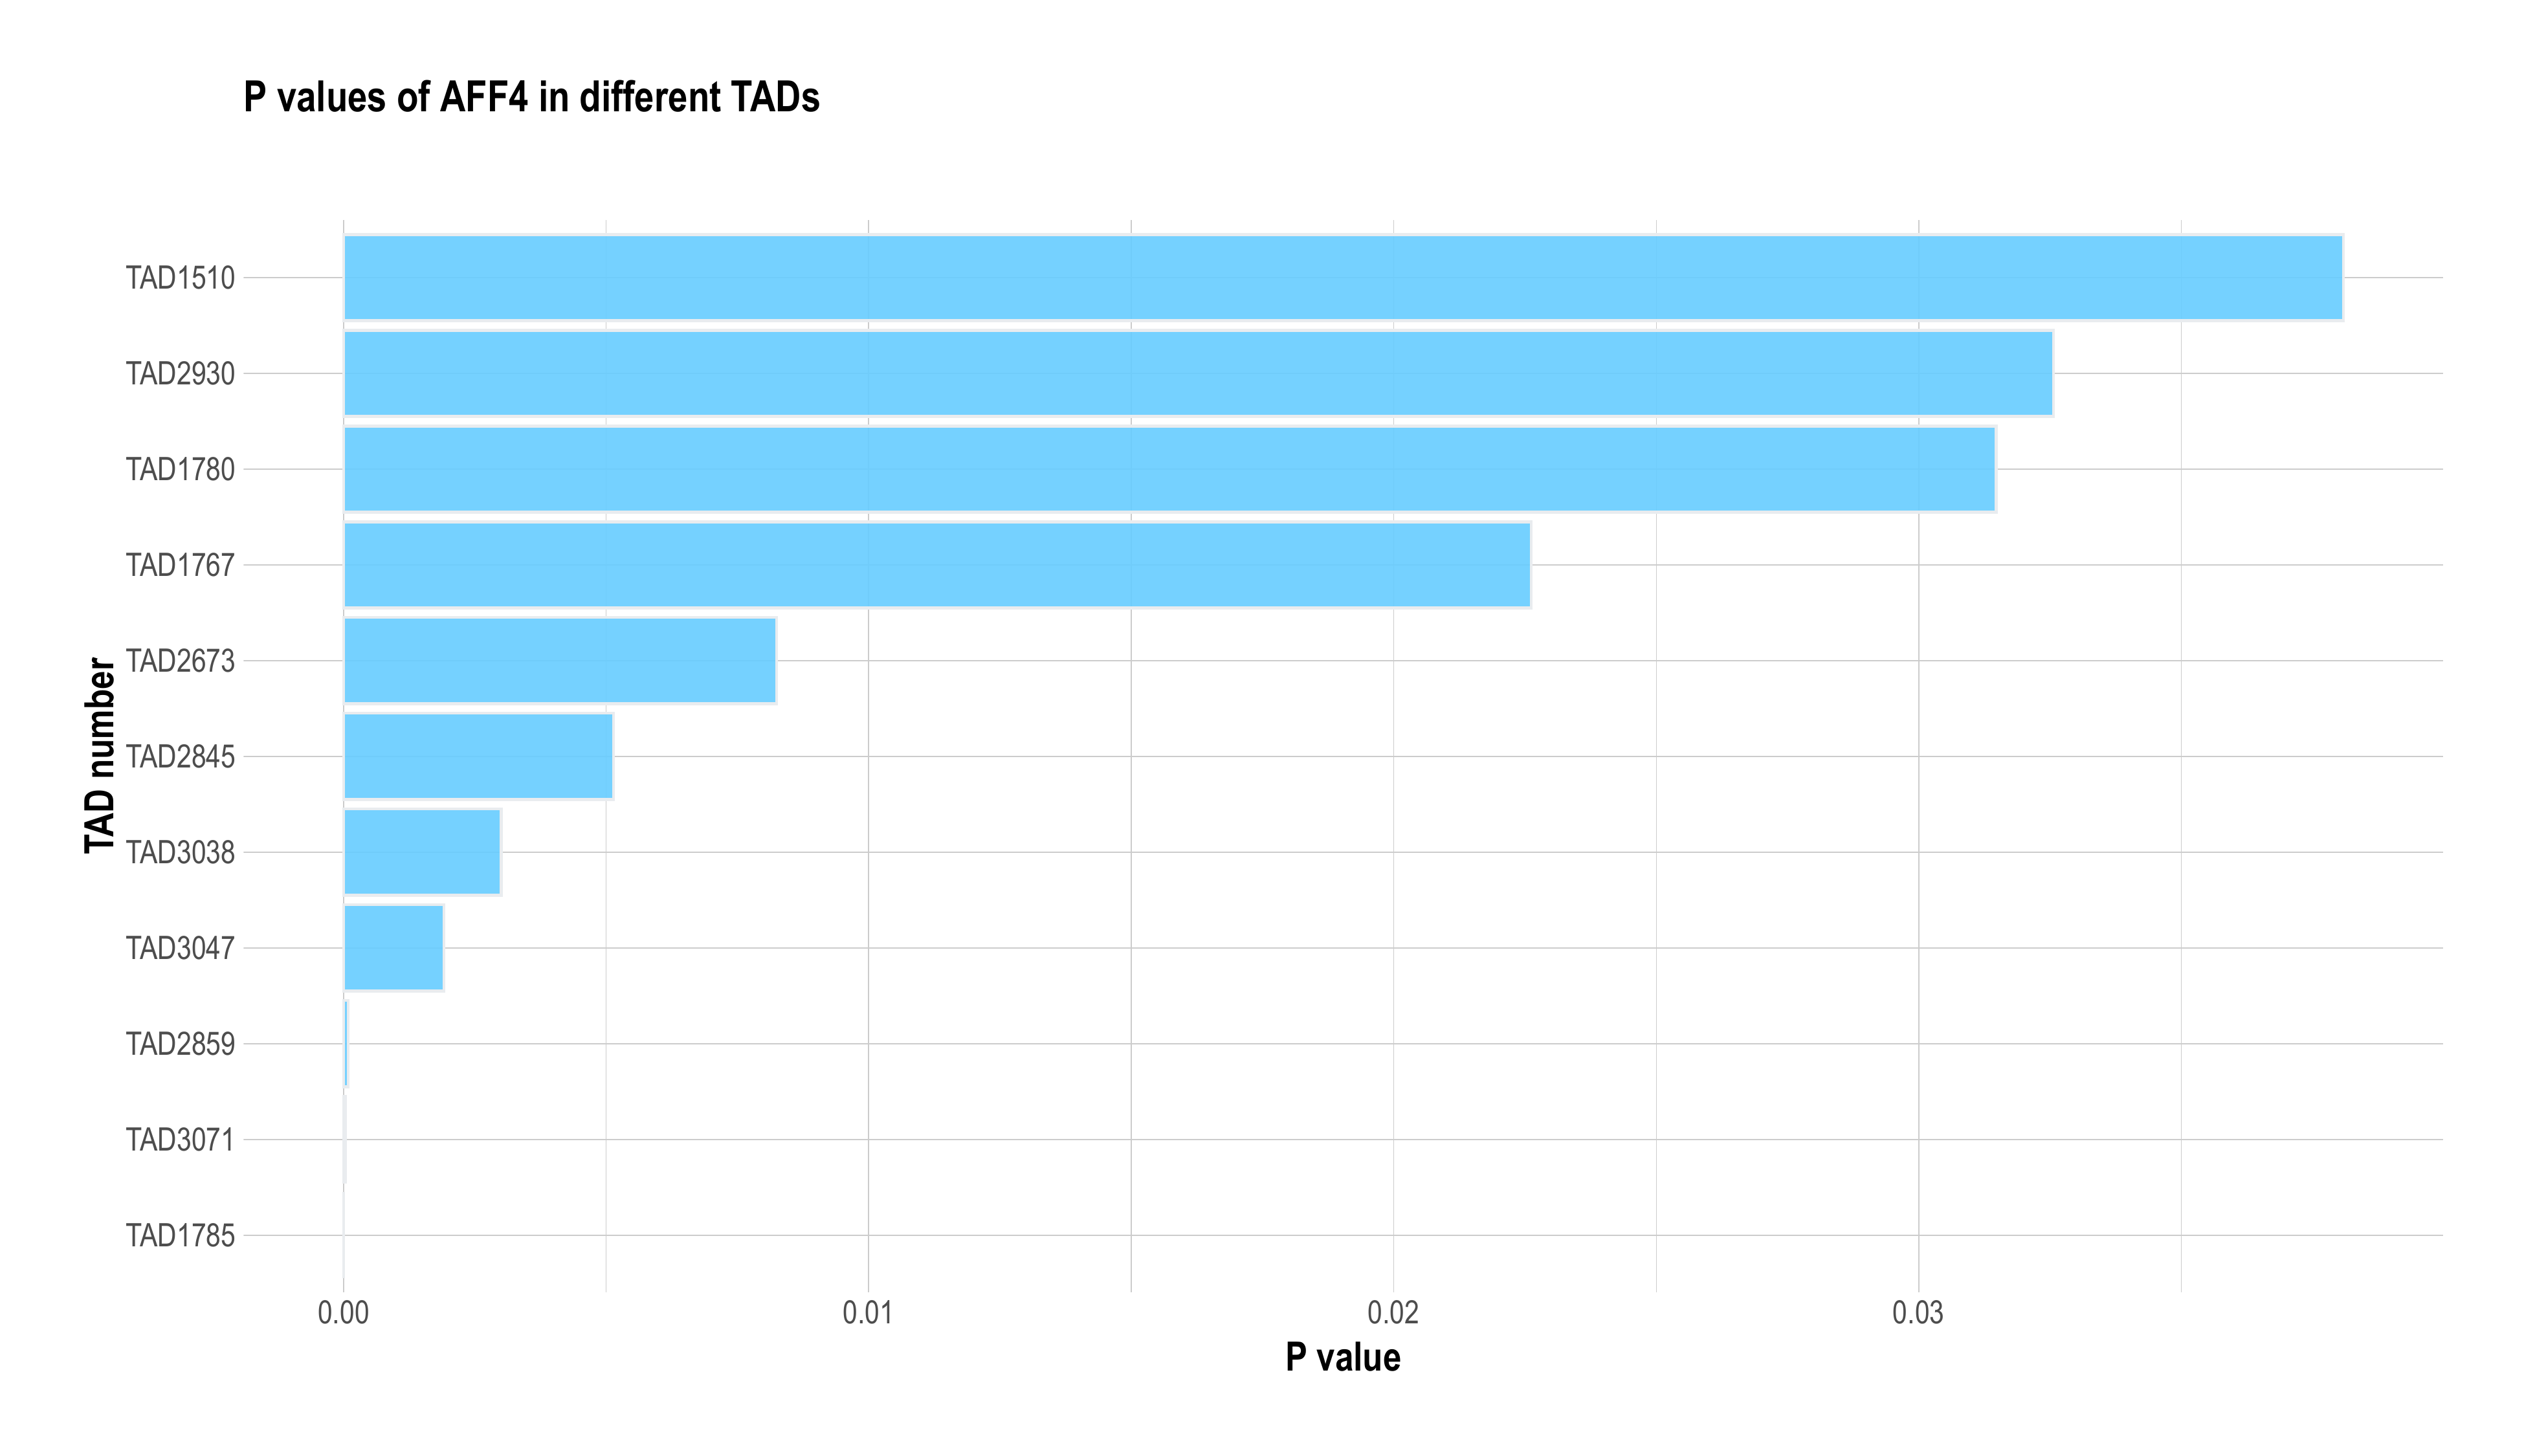 P values of AFF4 in different TADs
TAD number
TAD1510
TAD2930
TAD1780
TAD1767
TAD2673
TAD2845
TAD3038
TAD3047
TAD2859
TAD3071
TAD1785
0.00 0.01 0.02 0.03
P value